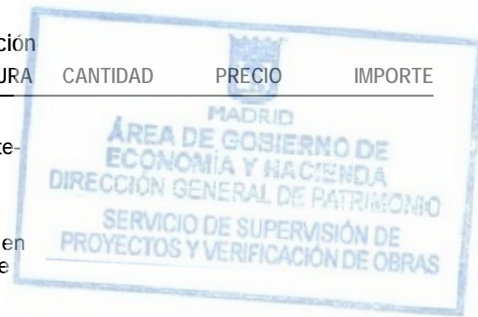 ción
URA CANTIDAD PRECIO IMPORTE
MADRID
ÁREA DE GOBIERNO DE
ECONOMÍA Y HACIENDA
DIRECCIÓN GENERAL DE PATRIMONIO
SERVICIO DE SUPERVISIÓN DE
PROYECTOS Y VERIFICACIÓN DE OBRAS
te-
en
e